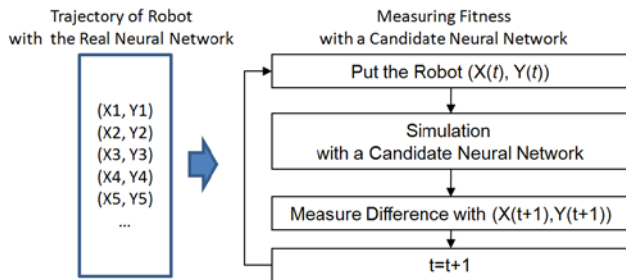 Trajectory of Robot
with the Real Neural Network
(X1, Y1)
(X2, Y2)
(X3, Y3)
(X4, Y4)
(X5, Y5)
...
Measuring Fitness
with a Candidate Neural Network
Put the Robot (X(t), Y(t))
Simulation
with a Candidate Neural Network
Measure Difference with (X(t+1),Y(t+1))
t=t+1